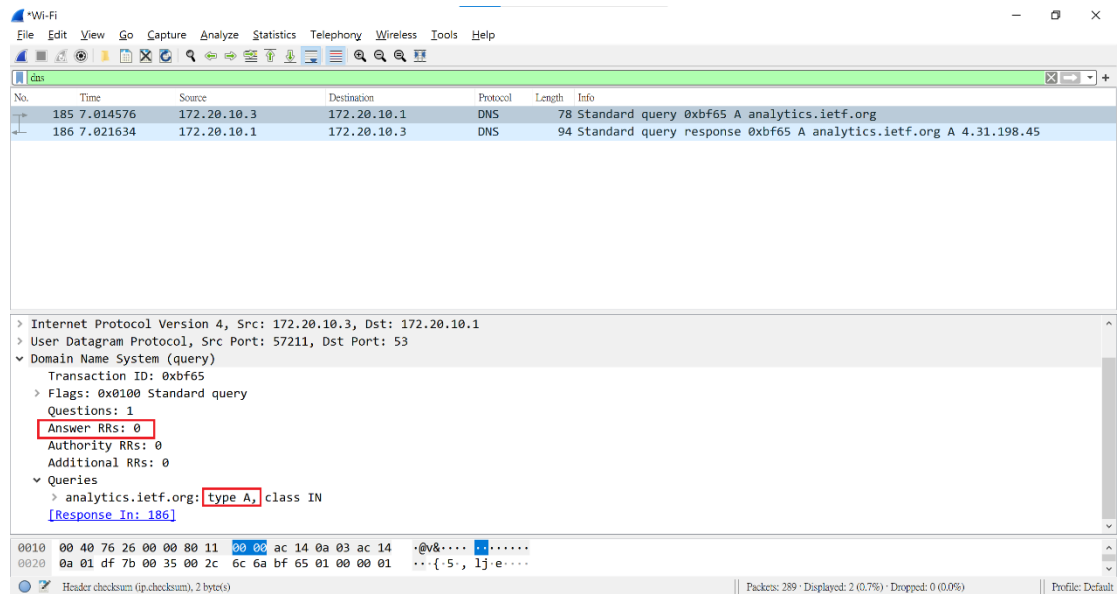 *Wi-Fi
File Edit View Go Capture Analyze Statistics Telephony Wireless Tools Help
dns
No. Time Source Destination Protocol Length Info
185 7.014576 172.20.10.3 172.20.10.1 DNS 78 Standard query 0xbf65 A analytics.ietf.org
186 7.021634 172.20.10.1 172.20.10.3 DNS 94 Standard query response 0xbf65 A analytics.ietf.org A 4.31.198.45
Internet Protocol Version 4, Src: 172.20.10.3, Dst: 172.20.10.1
User Datagram Protocol, Src Port: 57211, Dst Port: 53
Domain Name System (query)
Transaction ID: 0xbf65
Flags: 0x0100 Standard query
Questions: 1
Answer RRs: 0
Authority RRs: 0
Additional RRs: 0
Queries
analytics.ietf.org: type A, class IN
[Response In: 186]
0010 00 40 76 26 00 00 80 11 00 00 ac 14 0a 03 ac 14 ·@v&···· ········
0020 0a 01 df 7b 00 35 00 2c 6c 6a bf 65 01 00 00 01 ···{·5·, lj·e····
Header checksum (ip.checksum), 2 byte(s) Packets: 289 · Displayed: 2 (0.7%) · Dropped: 0 (0.0%) Profile: Default